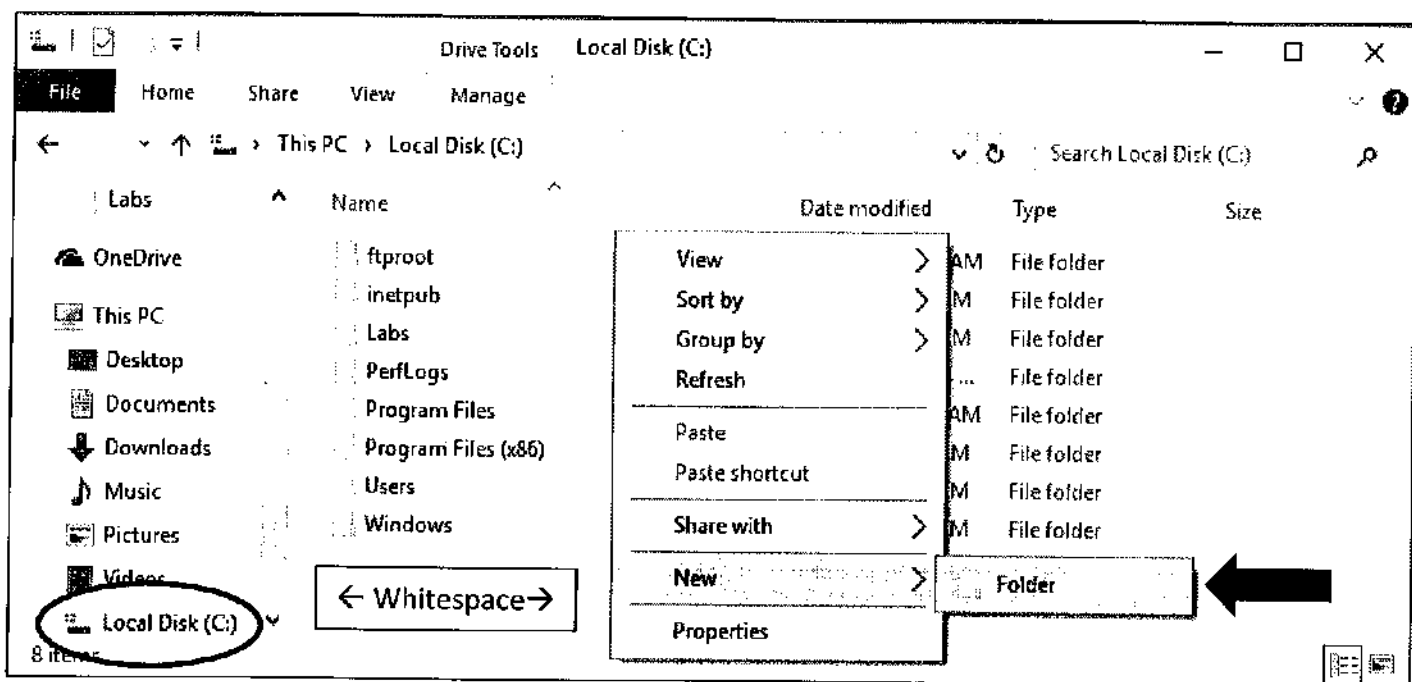 Drive Tools Local Disk (C:)
File Home Share View Manage
This PC > Local Disk (C:) Search Local Disk (C:)
Labs Name Date modified Type Size
OneDrive ftproot View AM File folder
inetpub Sort by M File folder
This PC Labs Group by M File folder
Desktop PerfLogs Refresh ... File folder
Documents Program Files AM File folder
Paste
Downloads Program Files (x86) M File folder
Paste shortcut
Music Users M File folder
Pictures Windows Share with M File folder
Videos ← Whitespace → New Folder
Local Disk (C:) Properties
8 items